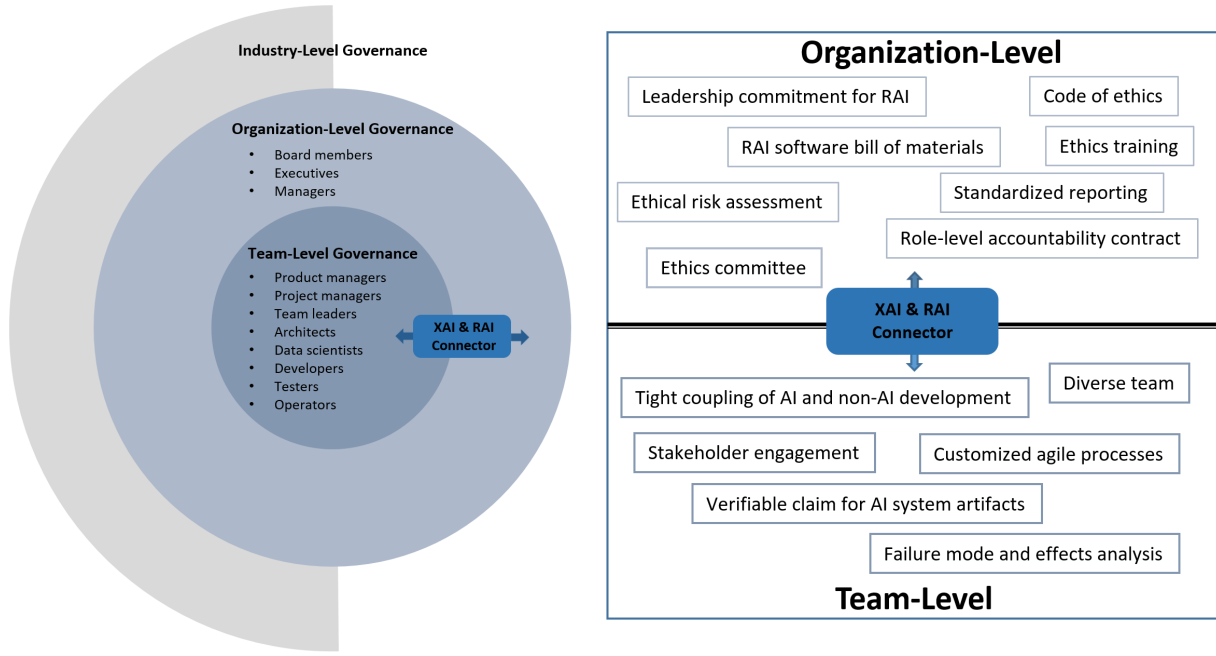 Industry-Level Governance
Organization-Level Governance
• Board members
• Executives
• Managers
Team-Level Governance
• Product managers
• Project managers
• Team leaders
• Architects
• Data scientists
• Developers
• Testers
• Operators
XAI & RAI
Connector
Organization-Level
Leadership commitment for RAI
Code of ethics
RAI software bill of materials
Ethics training
Ethical risk assessment
Standardized reporting
Role-level accountability contract
Ethics committee
XAI & RAI
Connector
Tight coupling of AI and non-AI development
Diverse team
Stakeholder engagement
Customized agile processes
Verifiable claim for AI system artifacts
Failure mode and effects analysis
Team-Level